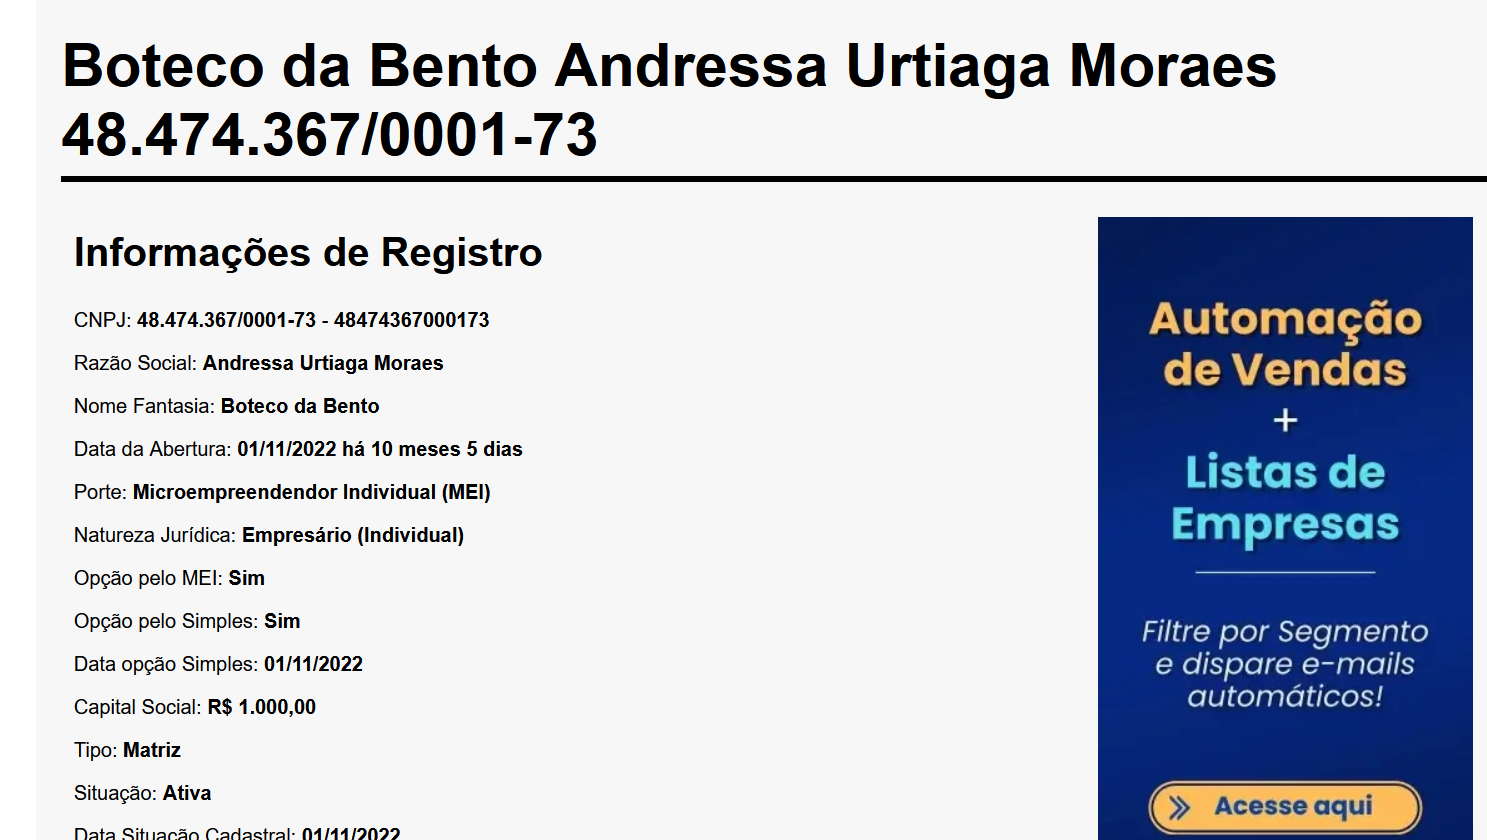 Boteco da Bento Andressa Urtiaga Moraes
48.474.367/0001-73
Informações de Registro
CNPJ: 48.474.367/0001-73 - 48474367000173
Razão Social: Andressa Urtiaga Moraes
Nome Fantasia: Boteco da Bento
Data da Abertura: 01/11/2022 há 10 meses 5 dias
Porte: Microempreendendor Individual (MEI)
Natureza Jurídica: Empresário (Individual)
Opção pelo MEI: Sim
Opção pelo Simples: Sim
Data opção Simples: 01/11/2022
Capital Social: R$ 1.000,00
Tipo: Matriz
Situação: Ativa
Data Situação Cadastral: 01/11/2022
Automação
de Vendas
+
Listas de
Empresas
Filtre por Segmento
e dispare e-mails
automáticos!
Acesse aqui